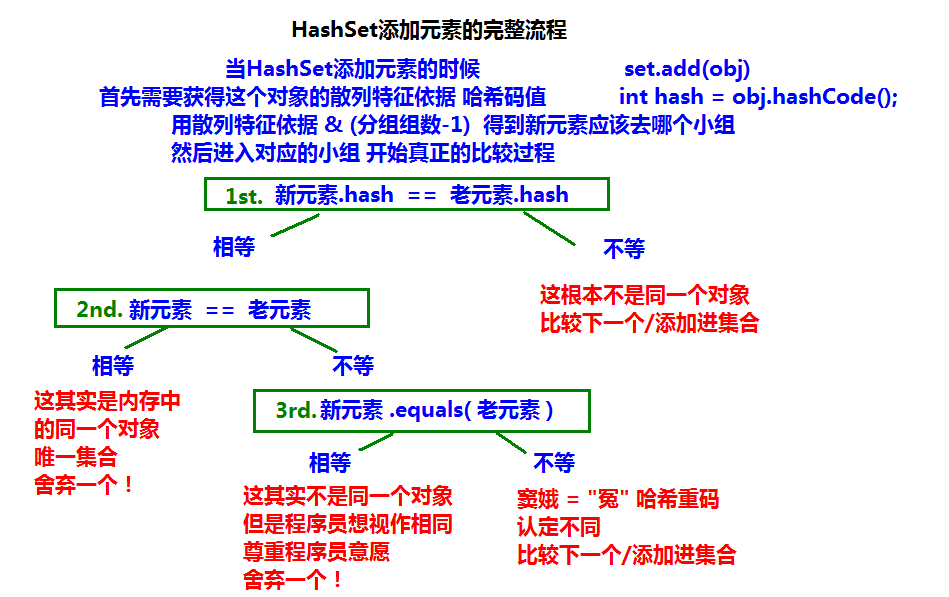 HashSet添加元素的完整流程
当HashSet添加元素的时候 set.add(obj)
首先需要获得这个对象的散列特征依据 哈希码值 int hash = obj.hashCode();
用散列特征依据 & (分组组数-1) 得到新元素应该去哪个小组
然后进入对应的小组 开始真正的比较过程
1st. 新元素.hash == 老元素.hash
相等
不等
这根本不是同一个对象
比较下一个/添加进集合
2nd. 新元素 == 老元素
相等
不等
这其实是内存中
的同一个对象
唯一集合
舍弃一个！
3rd. 新元素 .equals( 老元素 )
相等
不等
这其实不是同一个对象
但是程序员想视作相同
尊重程序员意愿
舍弃一个！
窦娥 = "冤" 哈希重码
认定不同
比较下一个/添加进集合